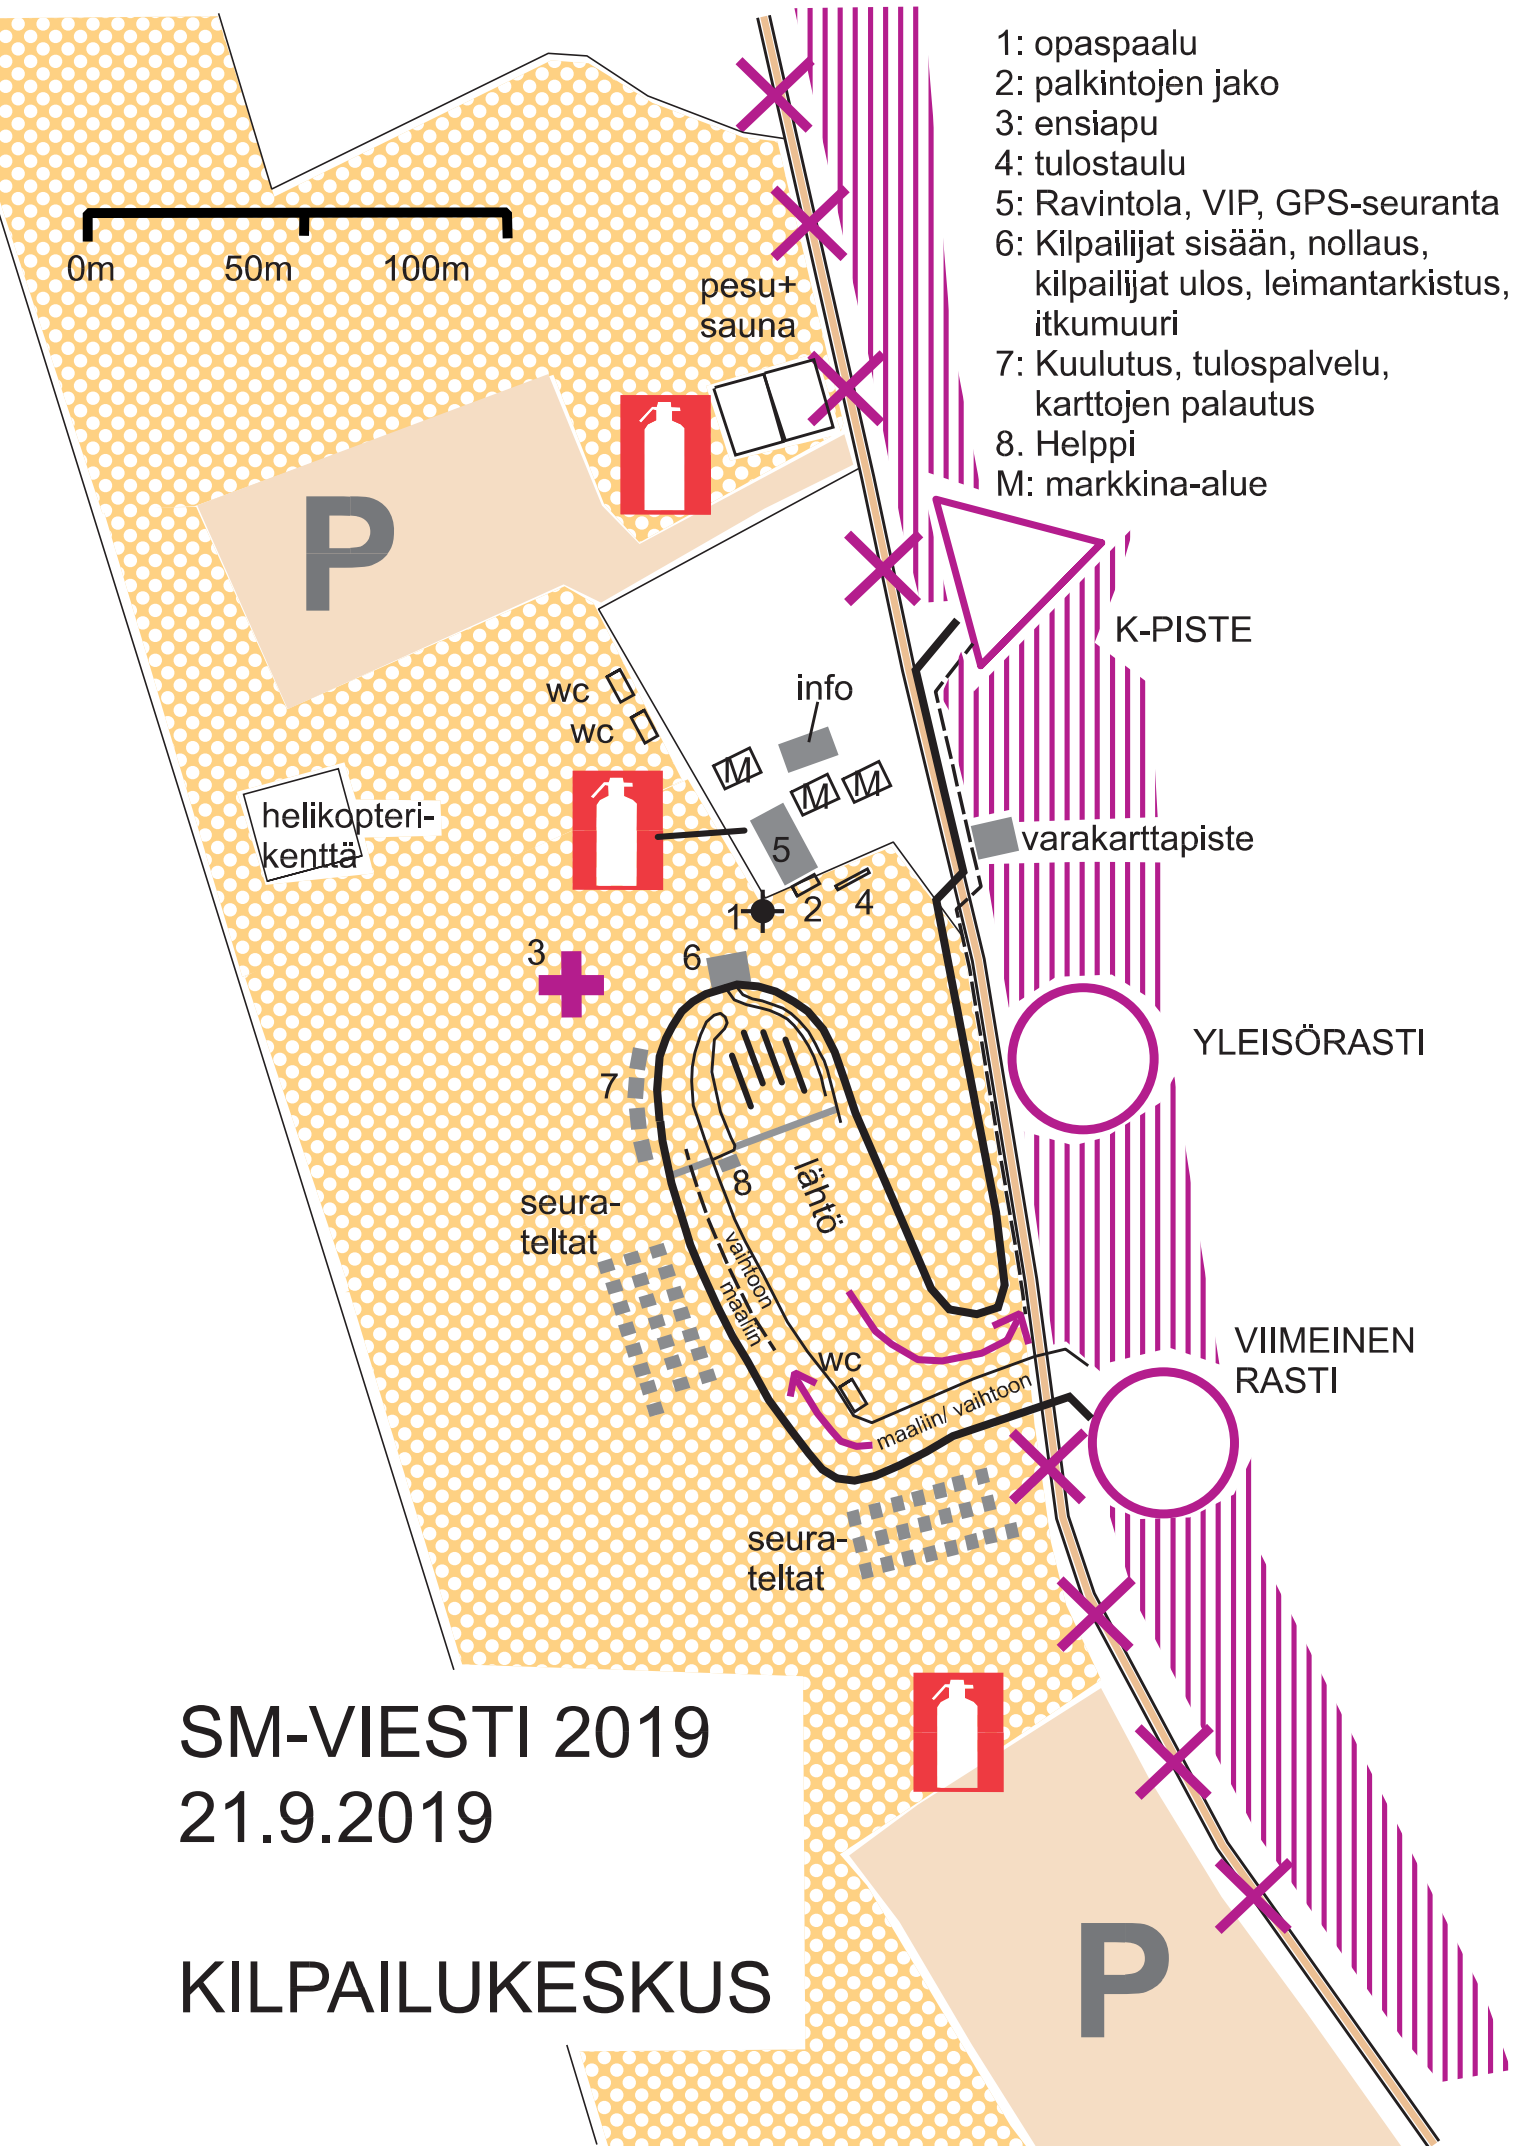 1: opaspaalu
2: palkintojen jako
3: ensiapu
4: tulostaulu
5: Ravintola, VIP, GPS-seuranta
6: Kilpailijat sisään, nollaus,
kilpailijat ulos, leimantarkistus,
itkumuuri
7: Kuulutus, tulospalvelu,
karttojen palautus
8. Helppi
M: markkina-alue
0m 50m 100m
pesu+
sauna
P
K-PISTE
wc
wc
info
M
M
M
helikopteri-
kenttä
5
varakarttapiste
1
2
4
3
6
YLEISÖRASTI
7
8
lähtö
seura-
teltat
vaihtoon
maaliin
wc
maaliin/ vaihtoon
VIIMEINEN
RASTI
seura-
teltat
SM-VIESTI 2019
21.9.2019
KILPAILUKESKUS
P